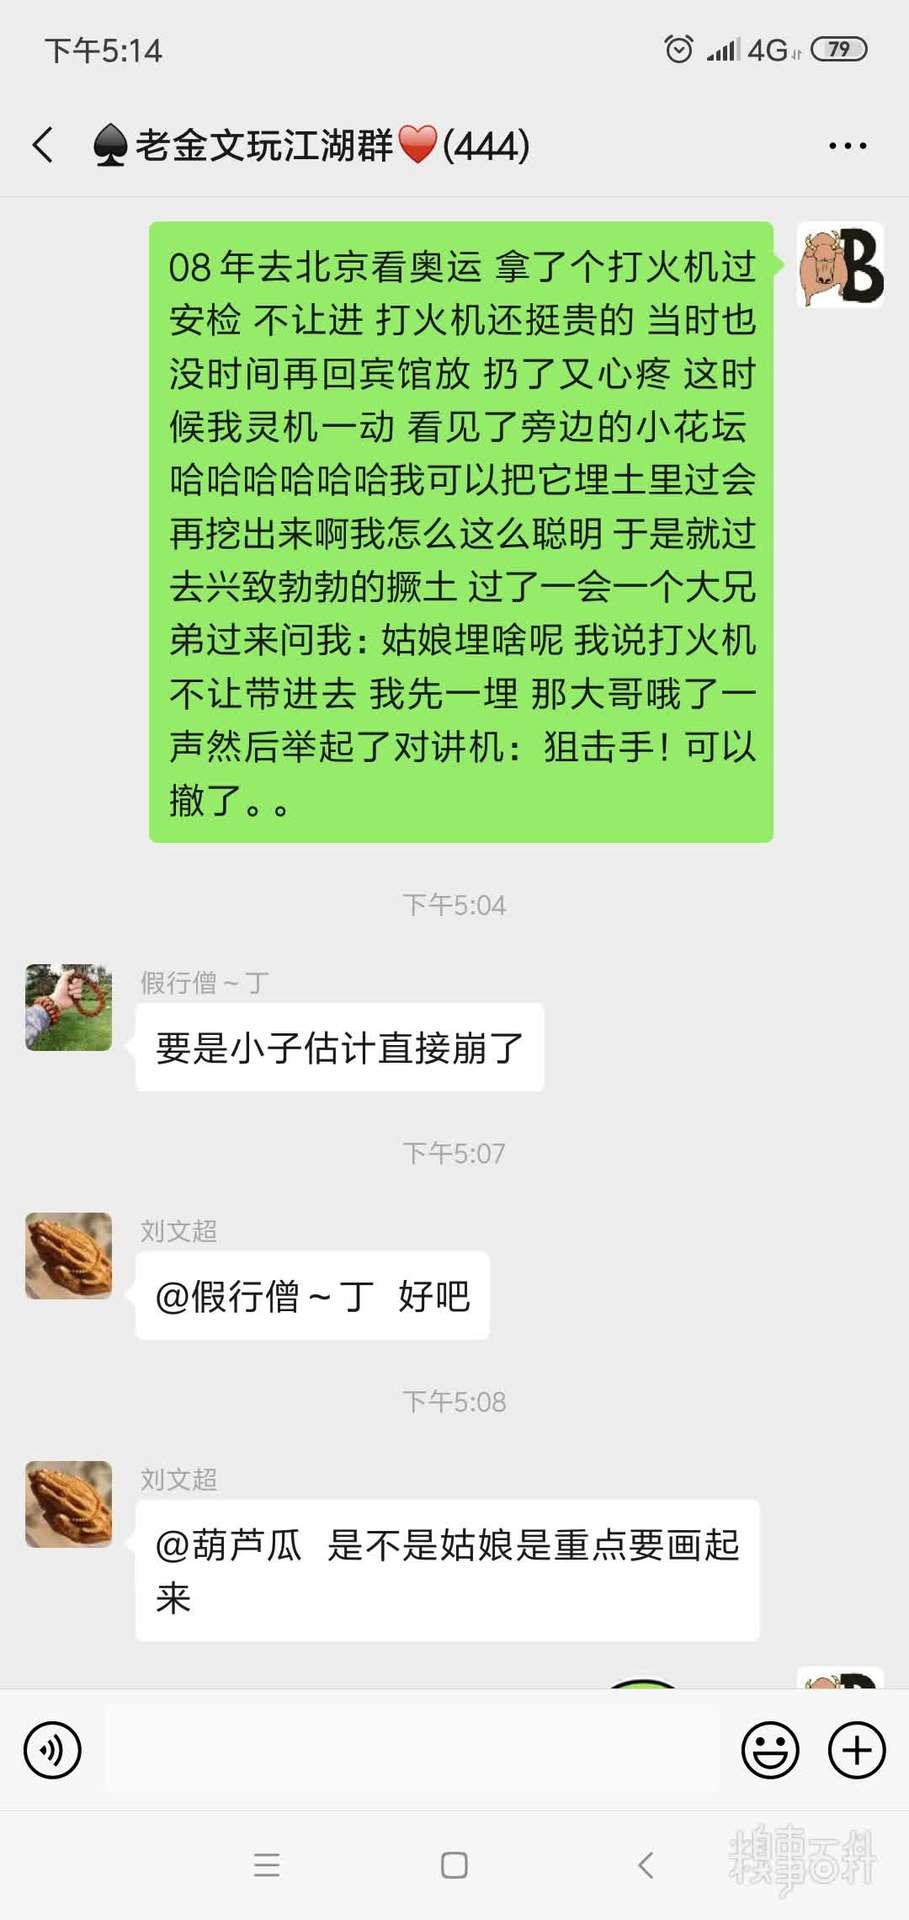 下午5:14
4G
79
老金文玩江湖群(444)
B
08年去北京看奥运 拿了个打火机过
安检 不让进 打火机还挺贵的 当时也
没时间再回宾馆放 扔了又心疼 这时
候我灵机一动 看见了旁边的小花坛
哈哈哈哈哈哈我可以把它埋土里过会
再挖出来啊我怎么这么聪明 于是就过
去兴致勃勃的撅土 过了一会一个大兄
弟过来问我: 姑娘埋啥呢 我说打火机
不让带进去 我先一埋 那大哥哦了一
声然后举起了对讲机：狙击手！可以
撤了。。
下午5:04
假行僧～丁
要是小子估计直接崩了
下午5:07
刘文超
@假行僧～丁 好吧
下午5:08
刘文超
@葫芦瓜 是不是姑娘是重点要画起
来
糗事百科